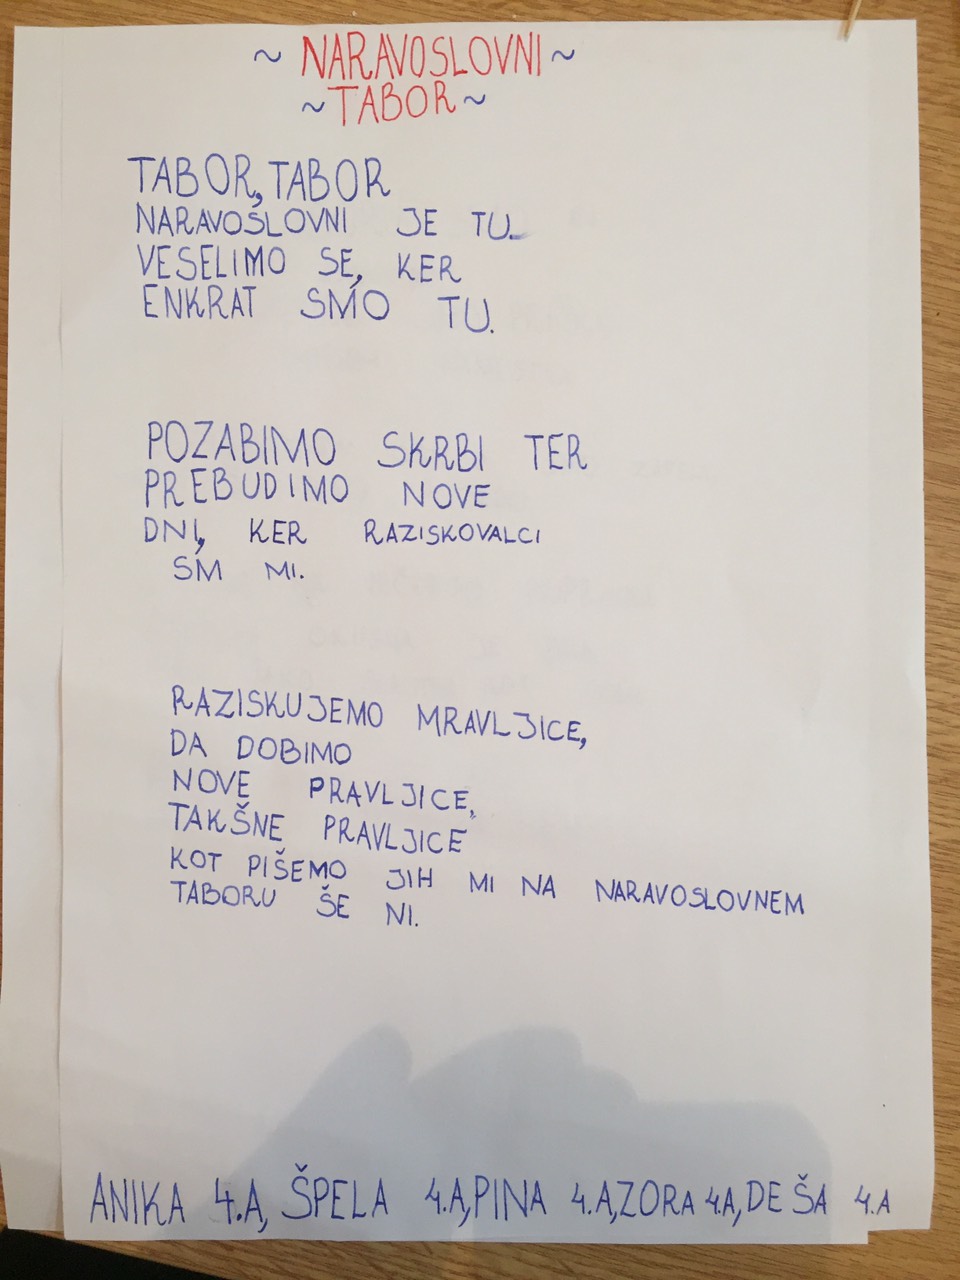 ~ NARAVOSLOVNI ~
~ TABOR ~
TABOR, TABOR
NARAVOSLOVNI JE TU.
VESELIMO SE, KER
ENKRAT SMO TU.
POZABIMO SKRBI TER
PREBUDIMO NOVE
DNI, KER RAZISKOVALCI
SM MI.
RAZISKUJEMO MRAVLJICE,
DA DOBIMO
NOVE PRAVLJICE,
TAKŠNE PRAVLJICE
KOT PIŠEMO JIH MI NA NARAVOSLOVNEM
TABORU ŠE NI.
ANIKA 4.A, ŠPELA 4.A, PINA 4.A, ZORA 4.A, DEŠA 4.A